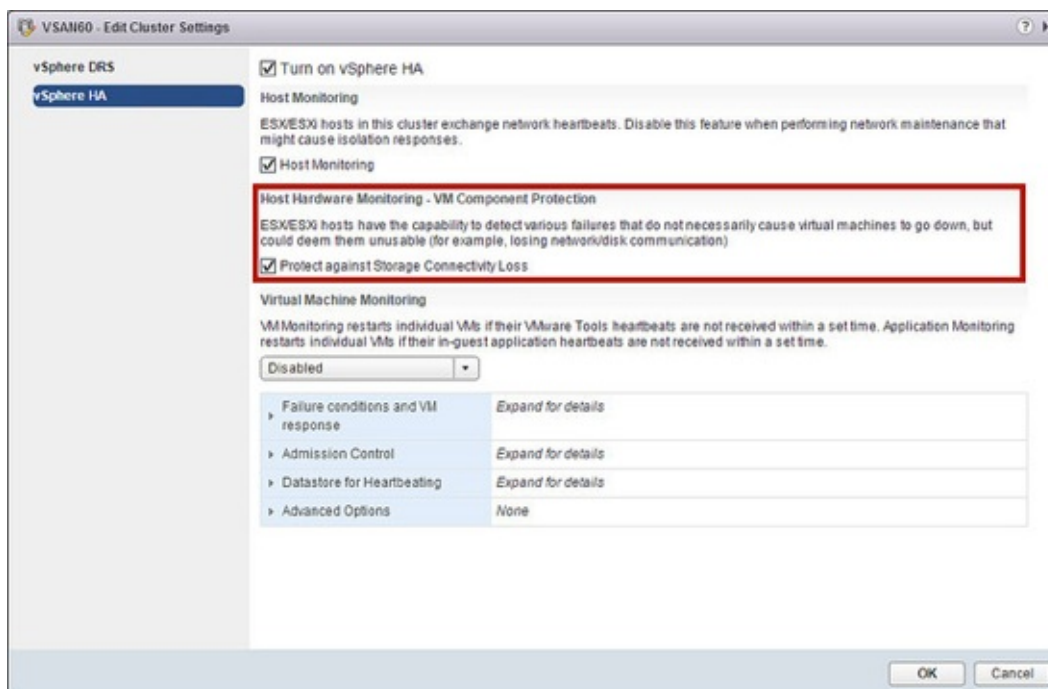 VSAN60 - Edit Cluster Settings
?
vSphere DRS
vSphere HA
Turn on vSphere HA
Host Monitoring
ESX/ESXi hosts in this cluster exchange network heartbeats. Disable this feature when performing network maintenance that
might cause isolation responses.
Host Monitoring
Host Hardware Monitoring - VM Component Protection
ESX/ESXi hosts have the capability to detect various failures that do not necessarily cause virtual machines to go down, but
could deem them unusable (for example, losing network/disk communication)
Protect against Storage Connectivity Loss
Virtual Machine Monitoring
VM Monitoring restarts individual VMs if their VMware Tools heartbeats are not received within a set time. Application Monitoring
restarts individual VMs if their in-guest application heartbeats are not received within a set time.
Disabled
Failure conditions and VM
response
Expand for details
Admission Control
Expand for details
Datastore for Heartbeating
Expand for details
Advanced Options
None
OK
Cancel